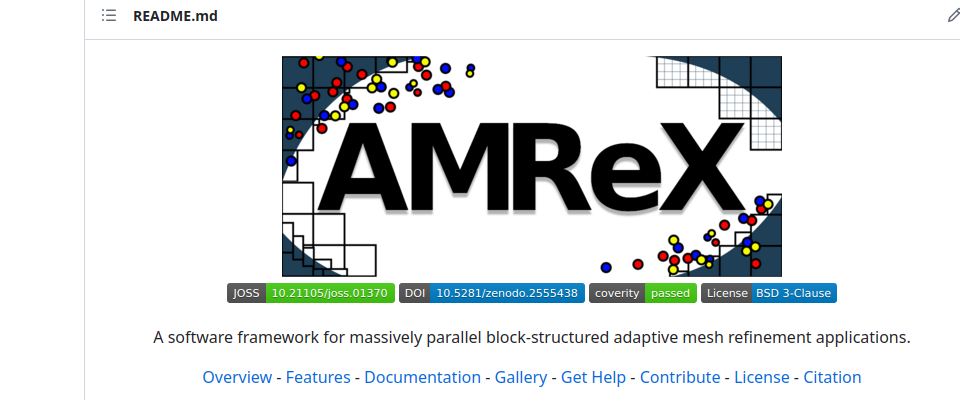 README.md
AMReX
JOSS 10.21105/joss.01370 DOI 10.5281/zenodo.2555438 coverity passed License BSD 3-Clause
A software framework for massively parallel block-structured adaptive mesh refinement applications.
Overview - Features - Documentation - Gallery - Get Help - Contribute - License - Citation